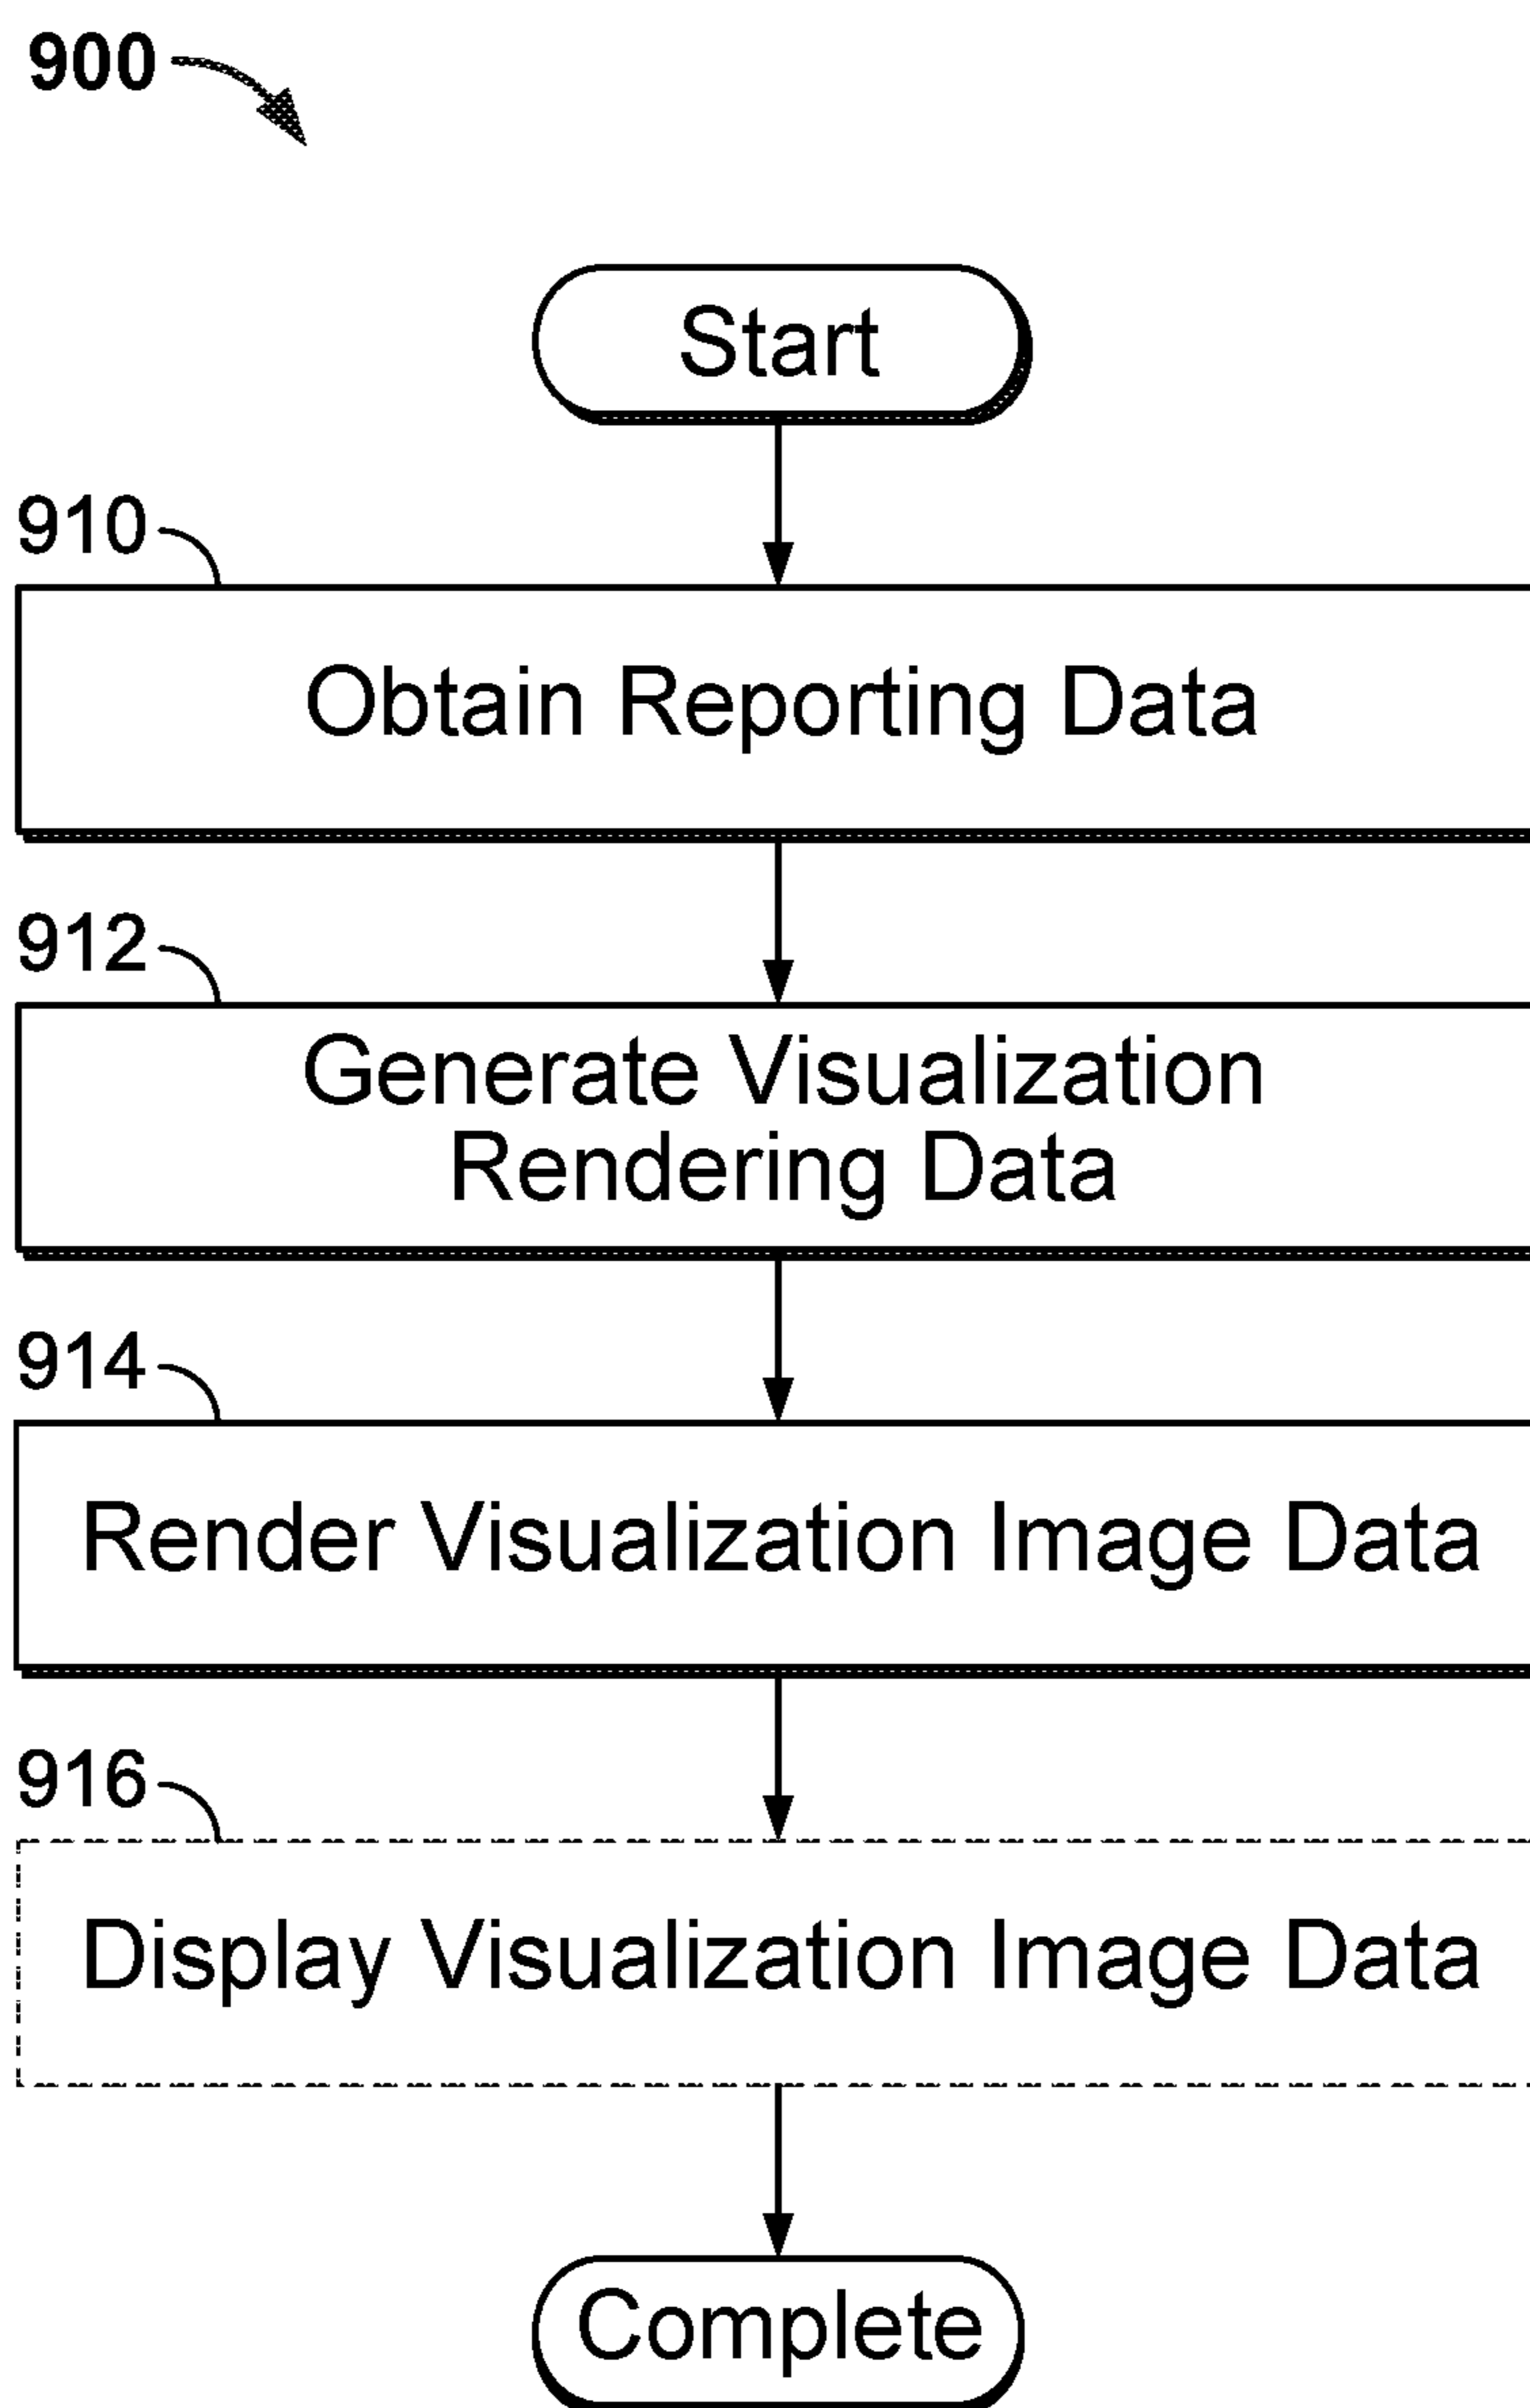 900
Start
910
Obtain Reporting Data
912
Generate Visualization
Rendering Data
914
Render Visualization Image Data
916
Display Visualization Image Data
Complete